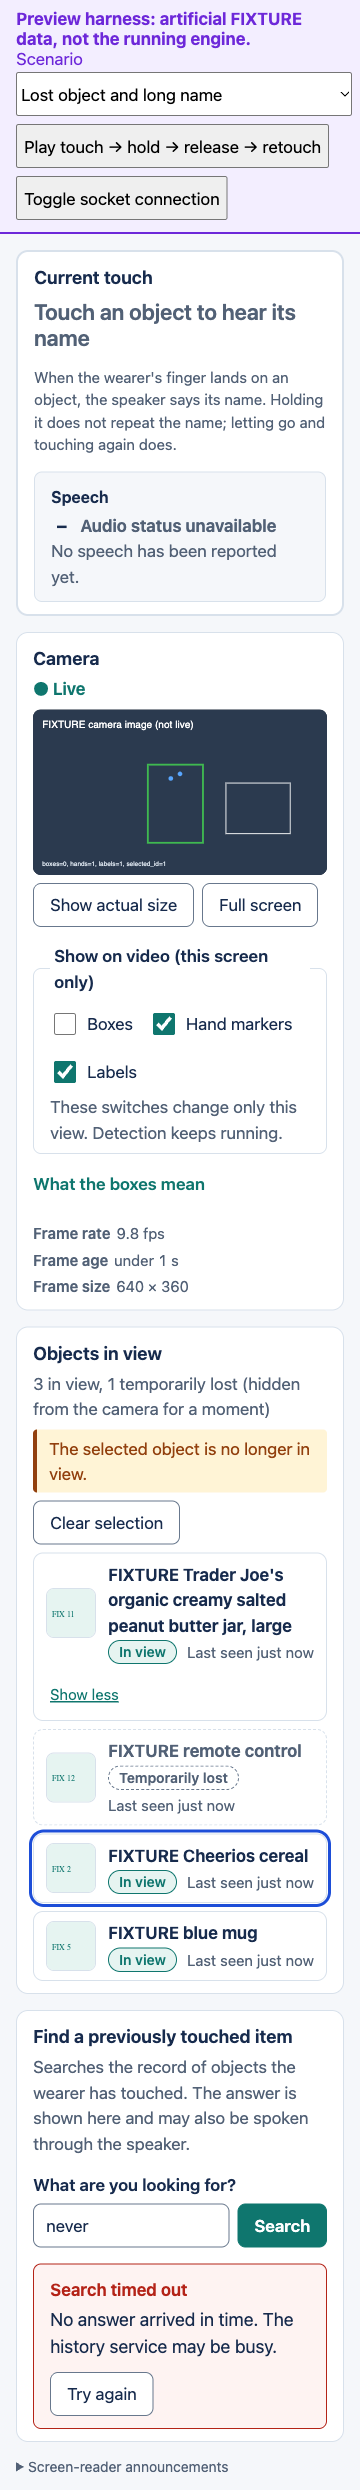 Preview harness: artificial FIXTURE
data, not the running engine.
Scenario
Lost object and long name
Play touch → hold → release → retouch
Toggle socket connection
Current touch
Touch an object to hear its
name
When the wearer's finger lands on an
object, the speaker says its name. Holding
it does not repeat the name; letting go and
touching again does.
Speech
– Audio status unavailable
No speech has been reported
yet.
Camera
Live
FIXTURE camera image (not live)
boxes=0, hands=1, labels=1, selected_id=1
Show actual size
Full screen
Show on video (this screen
only)
Boxes
Hand markers
Labels
These switches change only this
view. Detection keeps running.
What the boxes mean
Frame rate 9.8 fps
Frame age under 1 s
Frame size 640 × 360
Objects in view
3 in view, 1 temporarily lost (hidden
from the camera for a moment)
The selected object is no longer in
view.
Clear selection
FIX 11
FIXTURE Trader Joe's
organic creamy salted
peanut butter jar, large
In view Last seen just now
Show less
FIX 12
FIXTURE remote control
Temporarily lost
Last seen just now
FIX 2
FIXTURE Cheerios cereal
In view Last seen just now
FIX 5
FIXTURE blue mug
In view Last seen just now
Find a previously touched item
Searches the record of objects the
wearer has touched. The answer is
shown here and may also be spoken
through the speaker.
What are you looking for?
never
Search
Search timed out
No answer arrived in time. The
history service may be busy.
Try again
Screen-reader announcements